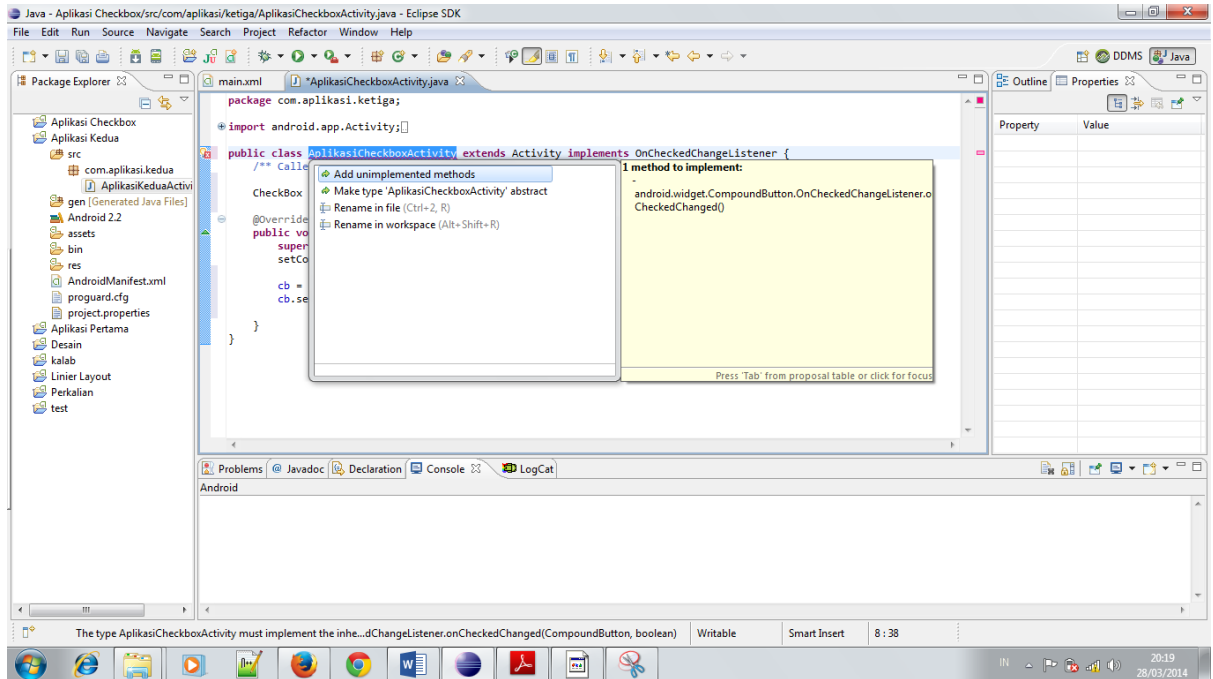 Java - Aplikasi Checkbox/src/com/aplikasi/ketiga/AplikasiCheckboxActivity.java - Eclipse SDK
File Edit Run Source Navigate Search Project Refactor Window Help
DDMS Java
Package Explorer
main.xml *AplikasiCheckboxActivity.java
Outline Properties
Aplikasi Checkbox
Aplikasi Kedua
src
com.aplikasi.kedua
AplikasiKeduaActivi
gen [Generated Java Files]
Android 2.2
assets
bin
res
AndroidManifest.xml
proguard.cfg
project.properties
Aplikasi Pertama
Desain
kalab
Linier Layout
Perkalian
test
package com.aplikasi.ketiga;
import android.app.Activity;
public class AplikasiCheckboxActivity extends Activity implements OnCheckedChangeListener {
/** Calle
CheckBox
@Override
public vo
super
setCo
cb =
cb.se
}
}
Add unimplemented methods
Make type 'AplikasiCheckboxActivity' abstract
Rename in file (Ctrl+2, R)
Rename in workspace (Alt+Shift+R)
1 method to implement:
-
android.widget.CompoundButton.OnCheckedChangeListener.o
CheckedChanged()
Press 'Tab' from proposal table or click for focus
Property Value
Problems @ Javadoc Declaration Console LogCat
Android
The type AplikasiCheckboxActivity must implement the inhe...dChangeListener.onCheckedChanged(CompoundButton, boolean) Writable Smart Insert 8 : 38
IN
20:19
28/03/2014